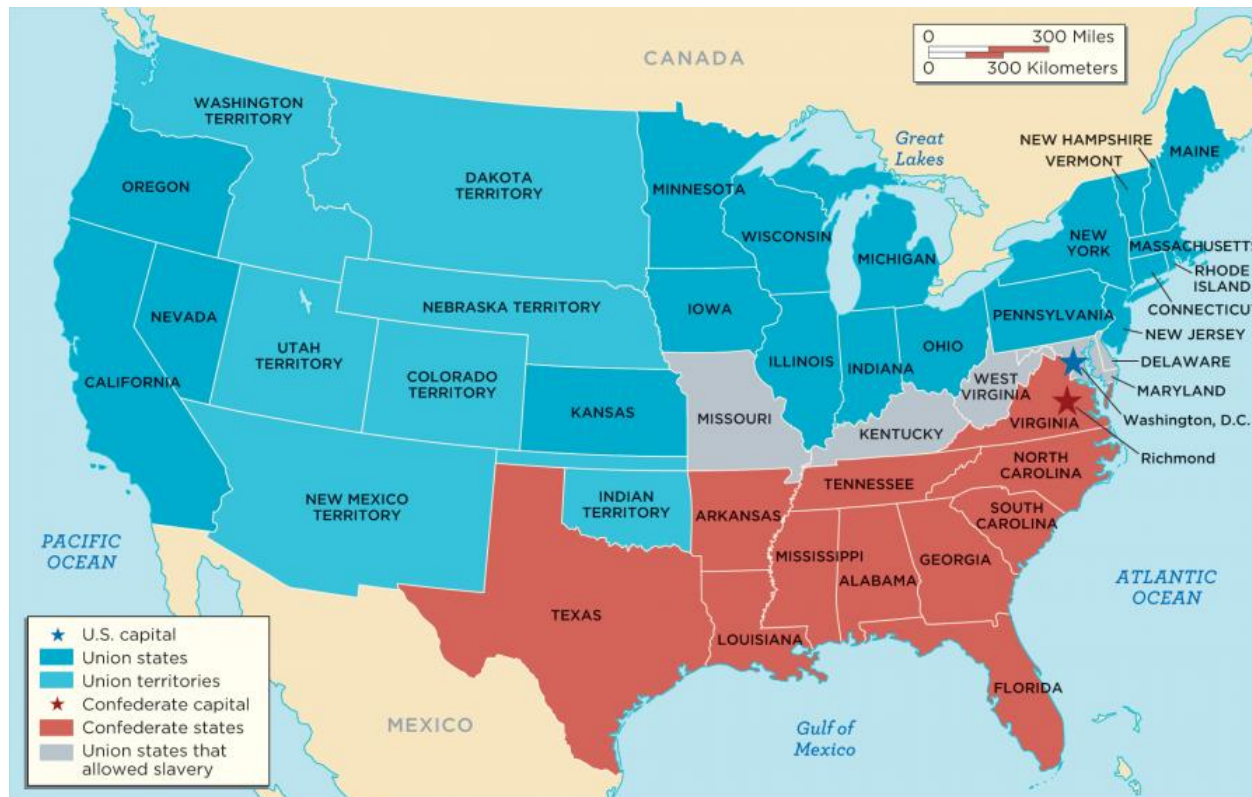 CANADA
0 300 Miles
0 300 Kilometers
WASHINGTON
TERRITORY
OREGON
DAKOTA
TERRITORY
MINNESOTA
Great
Lakes
NEW HAMPSHIRE
VERMONT
MAINE
WISCONSIN
MICHIGAN
NEW
YORK
MASSACHUSETTS
RHODE
ISLAND
CONNECTICUT
NEVADA
NEBRASKA TERRITORY
IOWA
PENNSYLVANIA
NEW JERSEY
UTAH
TERRITORY
COLORADO
TERRITORY
ILLINOIS
INDIANA
OHIO
DELAWARE
CALIFORNIA
KANSAS
MISSOURI
WEST
VIRGINIA
MARYLAND
KENTUCKY
VIRGINIA
Washington, D.C.
Richmond
NEW MEXICO
TERRITORY
INDIAN
TERRITORY
ARKANSAS
TENNESSEE
NORTH
CAROLINA
SOUTH
CAROLINA
PACIFIC
OCEAN
MISSISSIPPI
ALABAMA
GEORGIA
ATLANTIC
OCEAN
TEXAS
LOUISIANA
FLORIDA
MEXICO
Gulf of
Mexico
U.S. capital
Union states
Union territories
Confederate capital
Confederate states
Union states that
allowed slavery